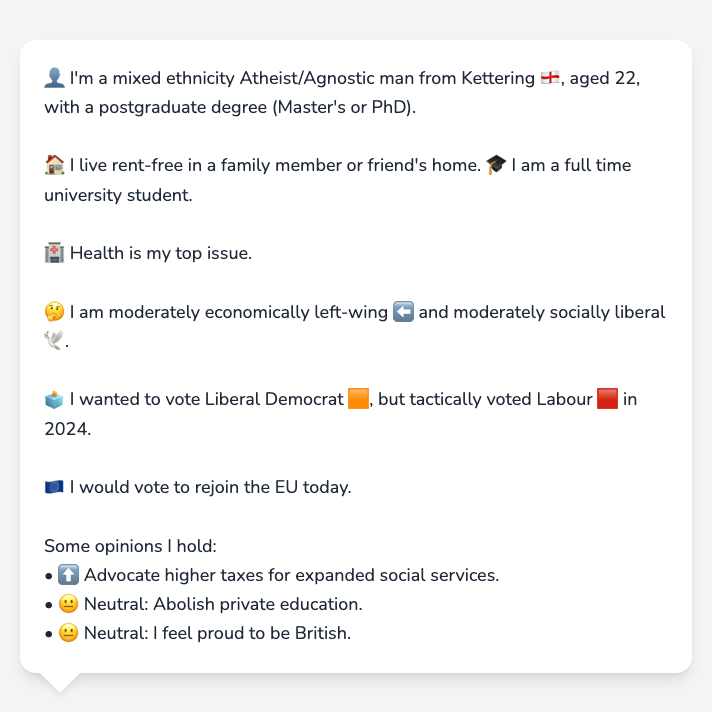 👤 I'm a mixed ethnicity Atheist/Agnostic man from Kettering 🏴󠁧󠁢󠁥󠁮󠁧󠁿, aged 22,
with a postgraduate degree (Master's or PhD).
🏠 I live rent-free in a family member or friend's home. 🎓 I am a full time
university student.
🏥 Health is my top issue.
🤔 I am moderately economically left-wing ⬅️ and moderately socially liberal
🕊️.
🗳️ I wanted to vote Liberal Democrat 🟧, but tactically voted Labour 🟥 in
2024.
🇪🇺 I would vote to rejoin the EU today.
Some opinions I hold:
• ⬆️ Advocate higher taxes for expanded social services.
• 😐 Neutral: Abolish private education.
• 😐 Neutral: I feel proud to be British.